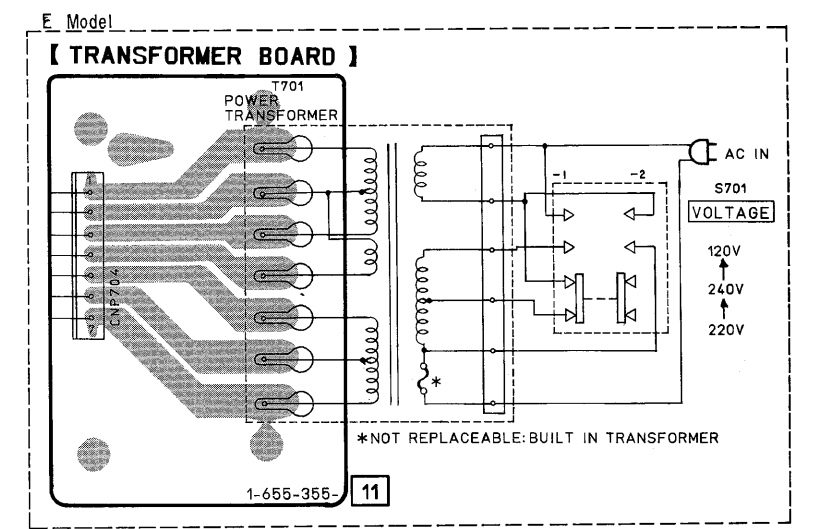 E Model
【 TRANSFORMER BOARD 】
T701
POWER
TRANSFORMER
AC IN
-1 -2
S701
VOLTAGE
120V
240V
220V
CNP704
*
*NOT REPLACEABLE:BUILT IN TRANSFORMER
1-655-355- 11